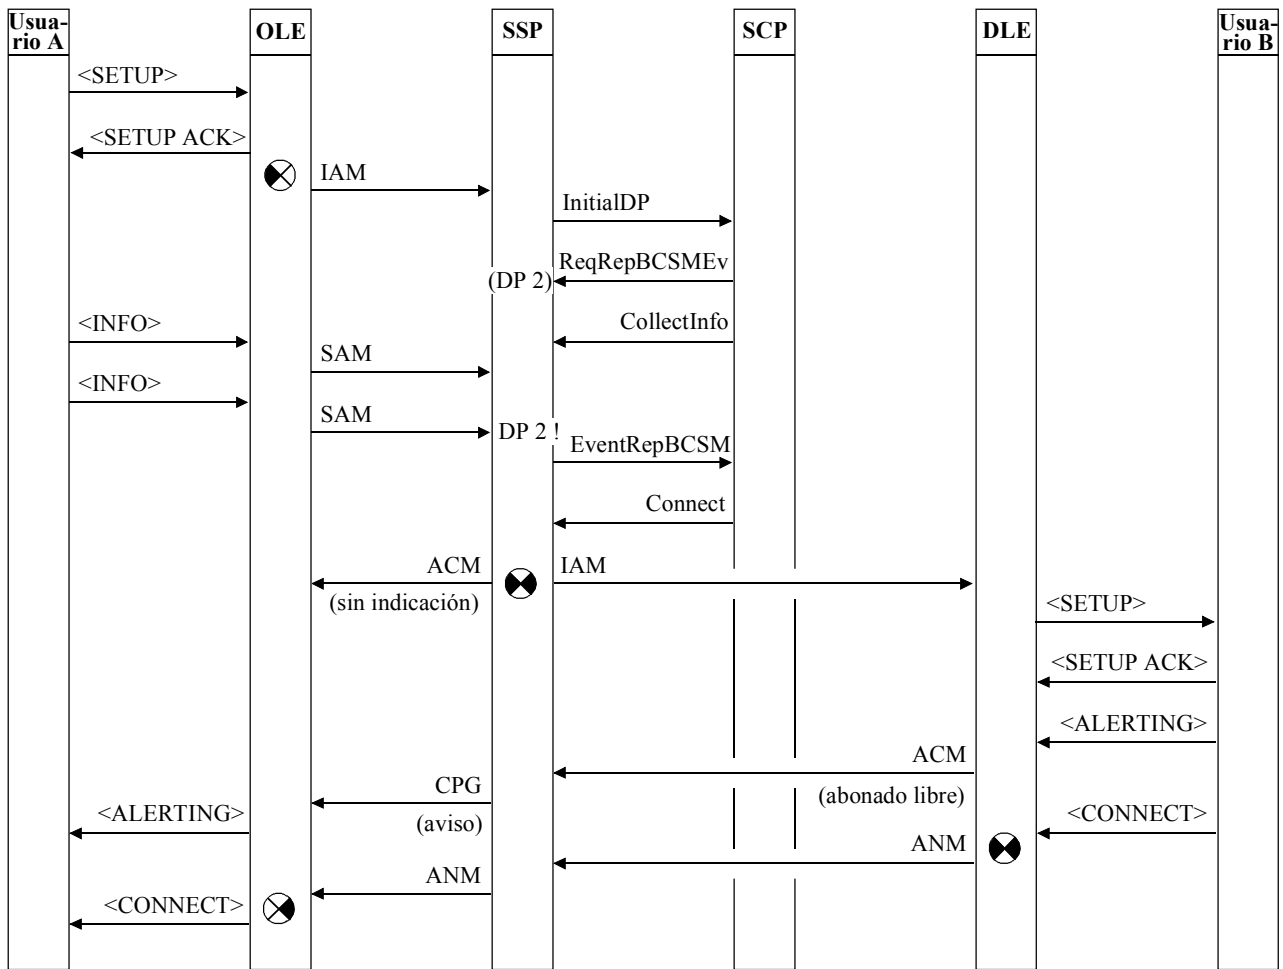 Usua-
rio A
OLE
SSP
SCP
DLE
Usua-
rio B
<SETUP>
<SETUP ACK>
IAM
InitialDP
ReqRepBCSMEv
(DP 2)
CollectInfo
<INFO>
SAM
<INFO>
SAM
DP 2 !
EventRepBCSM
Connect
ACM
(sin indicación)
IAM
<SETUP>
<SETUP ACK>
<ALERTING>
ACM
(abonado libre)
CPG
(aviso)
<ALERTING>
<CONNECT>
ANM
ANM
<CONNECT>